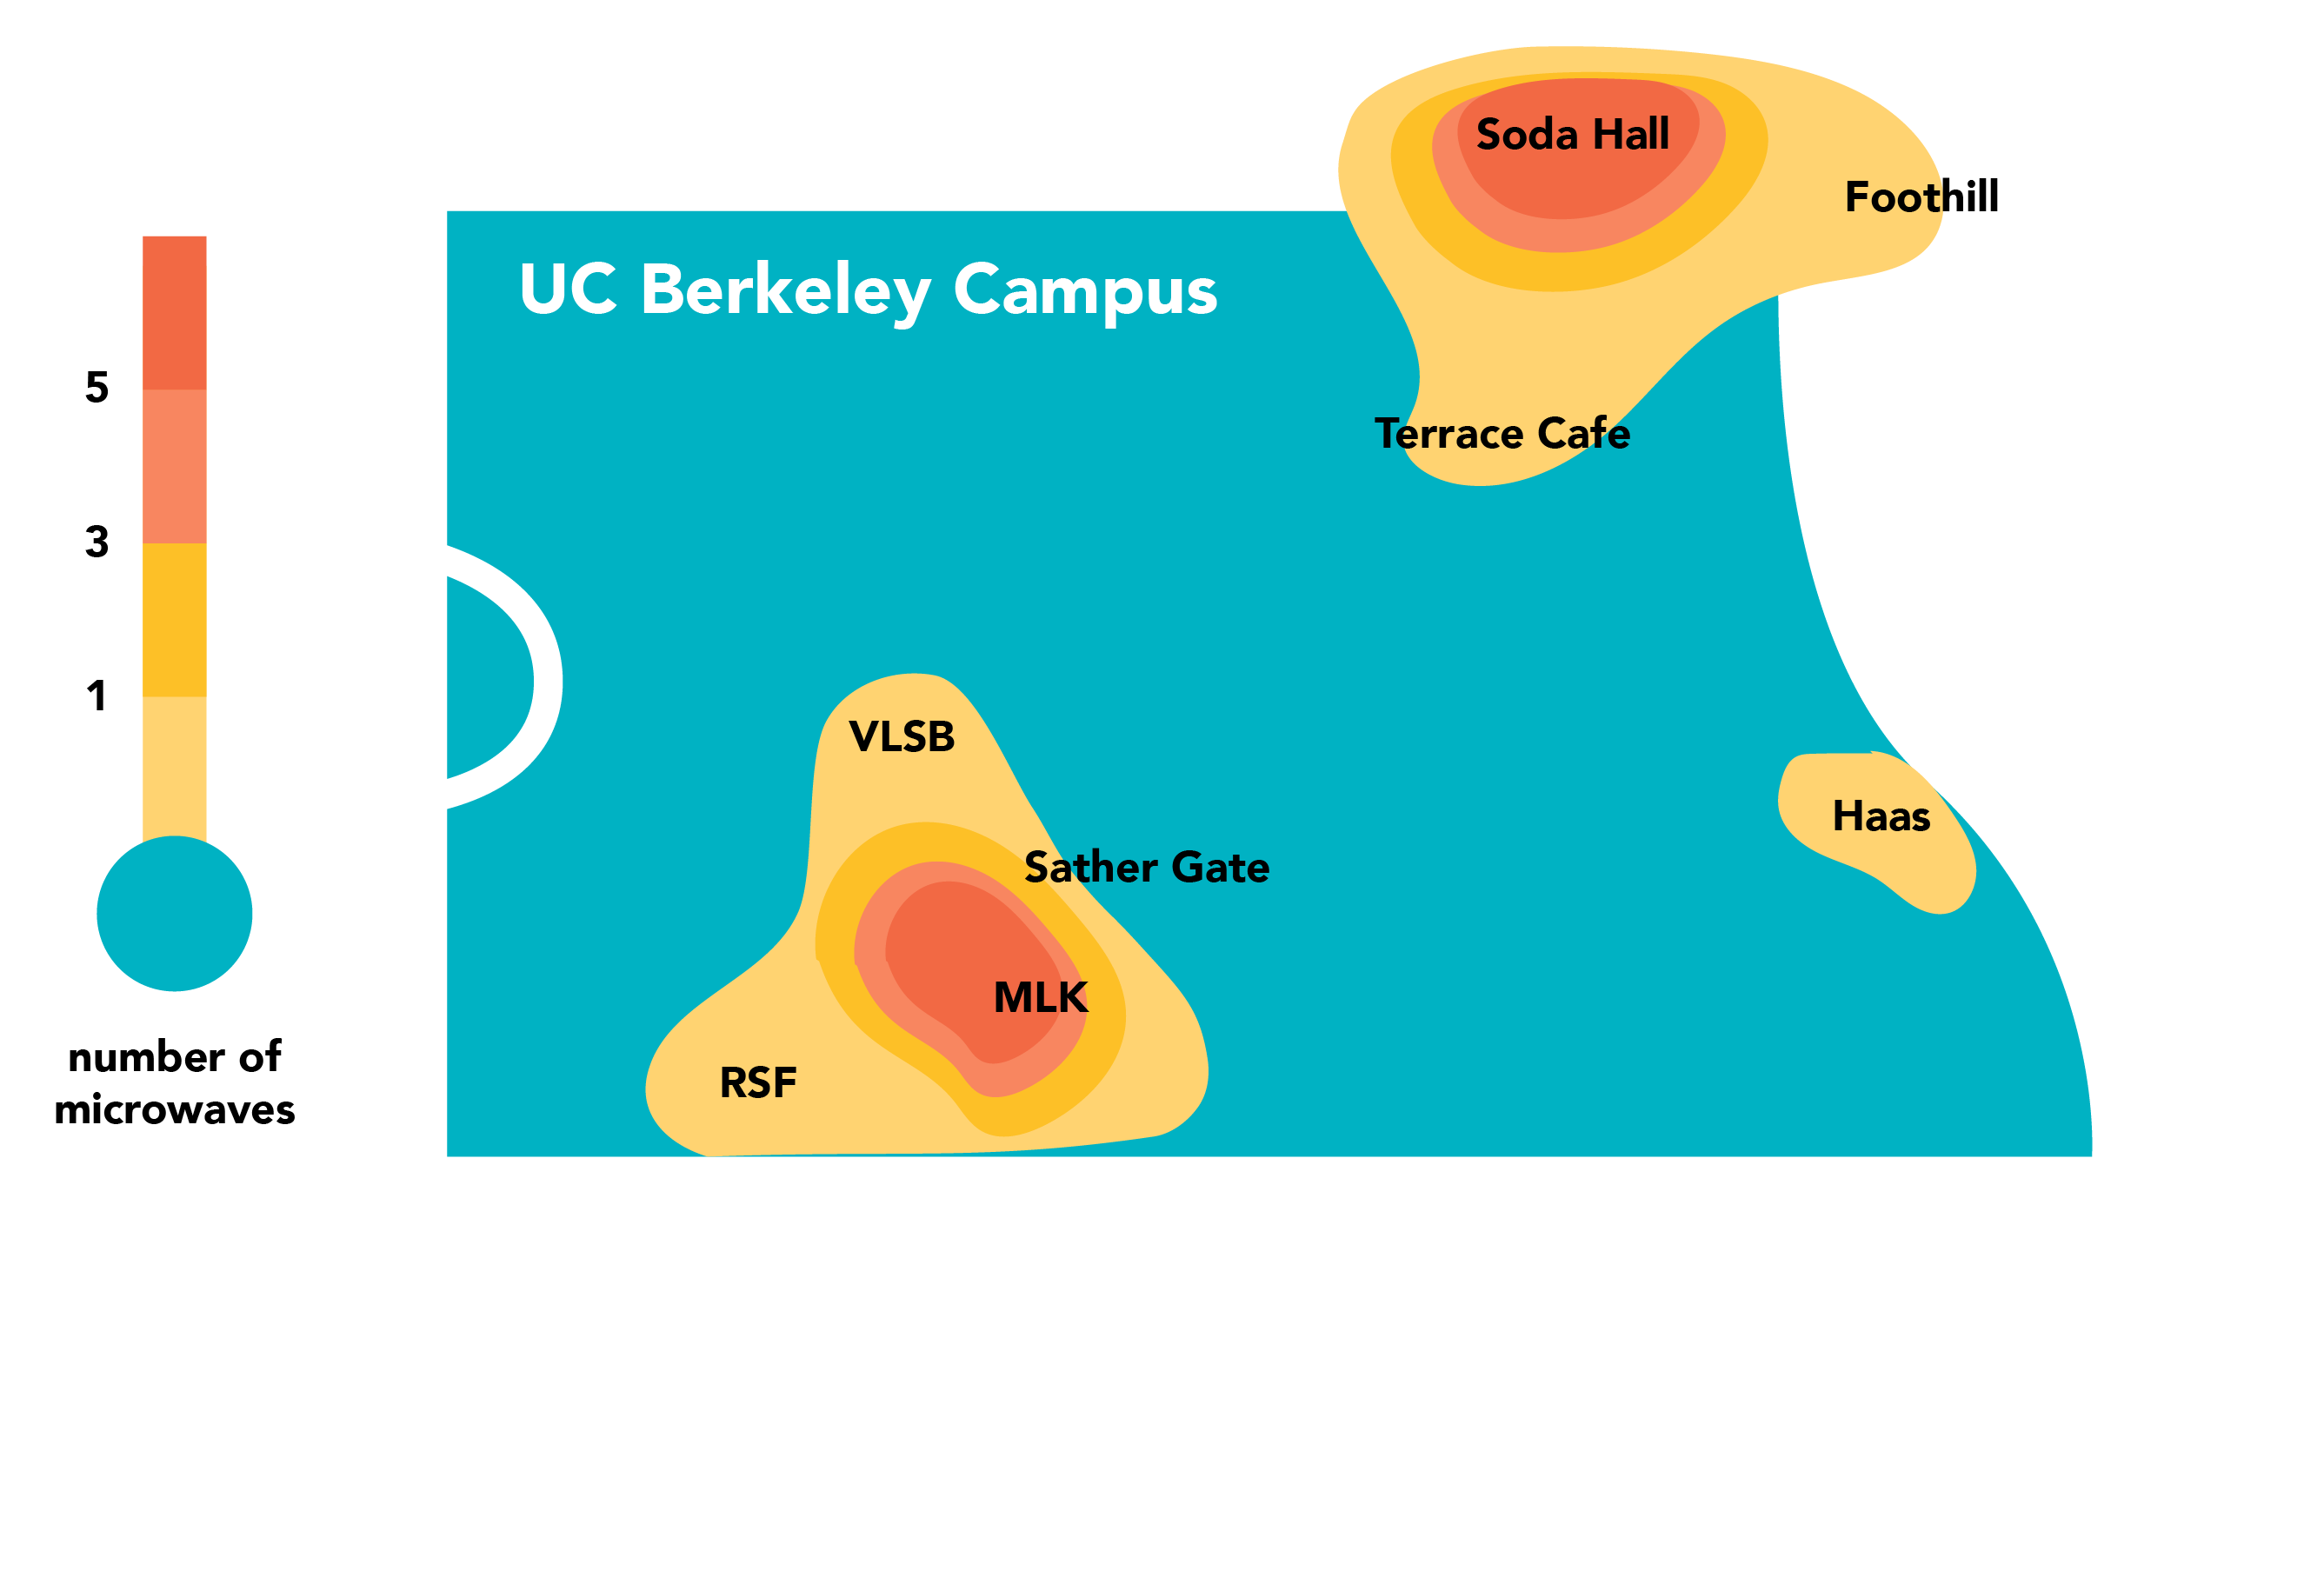 Soda Hall
Foothill
UC Berkeley Campus
5
Terrace Cafe
3
1
VLSB
Haas
Sather Gate
MLK
number of
microwaves
RSF